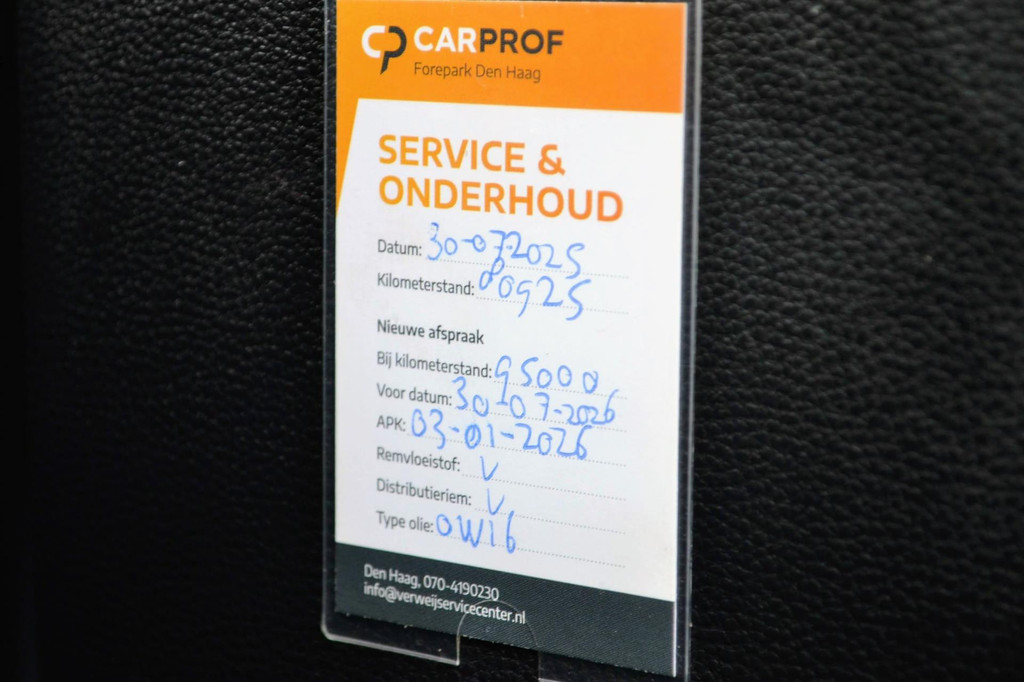 CP CARPROF
Forepark Den Haag
SERVICE &
ONDERHOUD
Datum: 30-07-2025
Kilometerstand: 80925
Nieuwe afspraak
Bij kilometerstand: 95000
Voor datum: 30-07-2026
APK: 03-01-2026
Remvloeistof: V
Distributieriem: V
Type olie: 0W16
Den Haag, 070-4190230
info@verweijservicecenter.nl